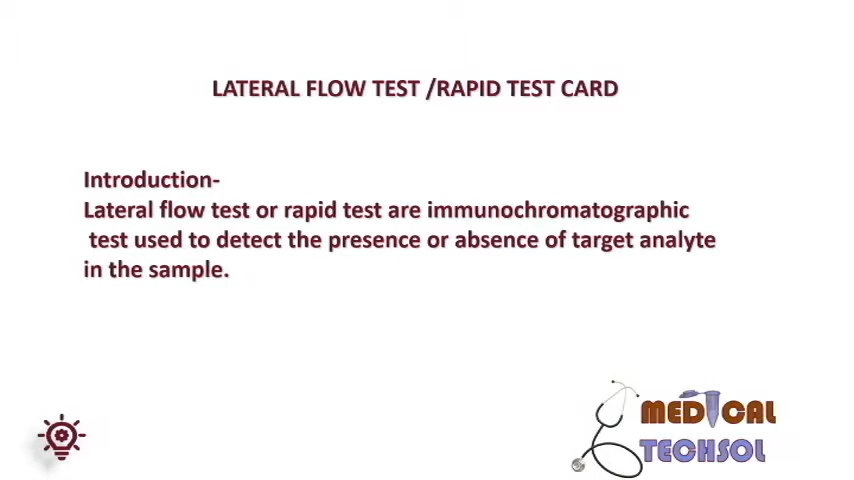 LATERAL FLOW TEST /RAPID TEST CARD
Introduction-
Lateral flow test or rapid test are immunochromatographic
test used to detect the presence or absence of target analyte
in the sample.
MEDICAL
TECHSOL